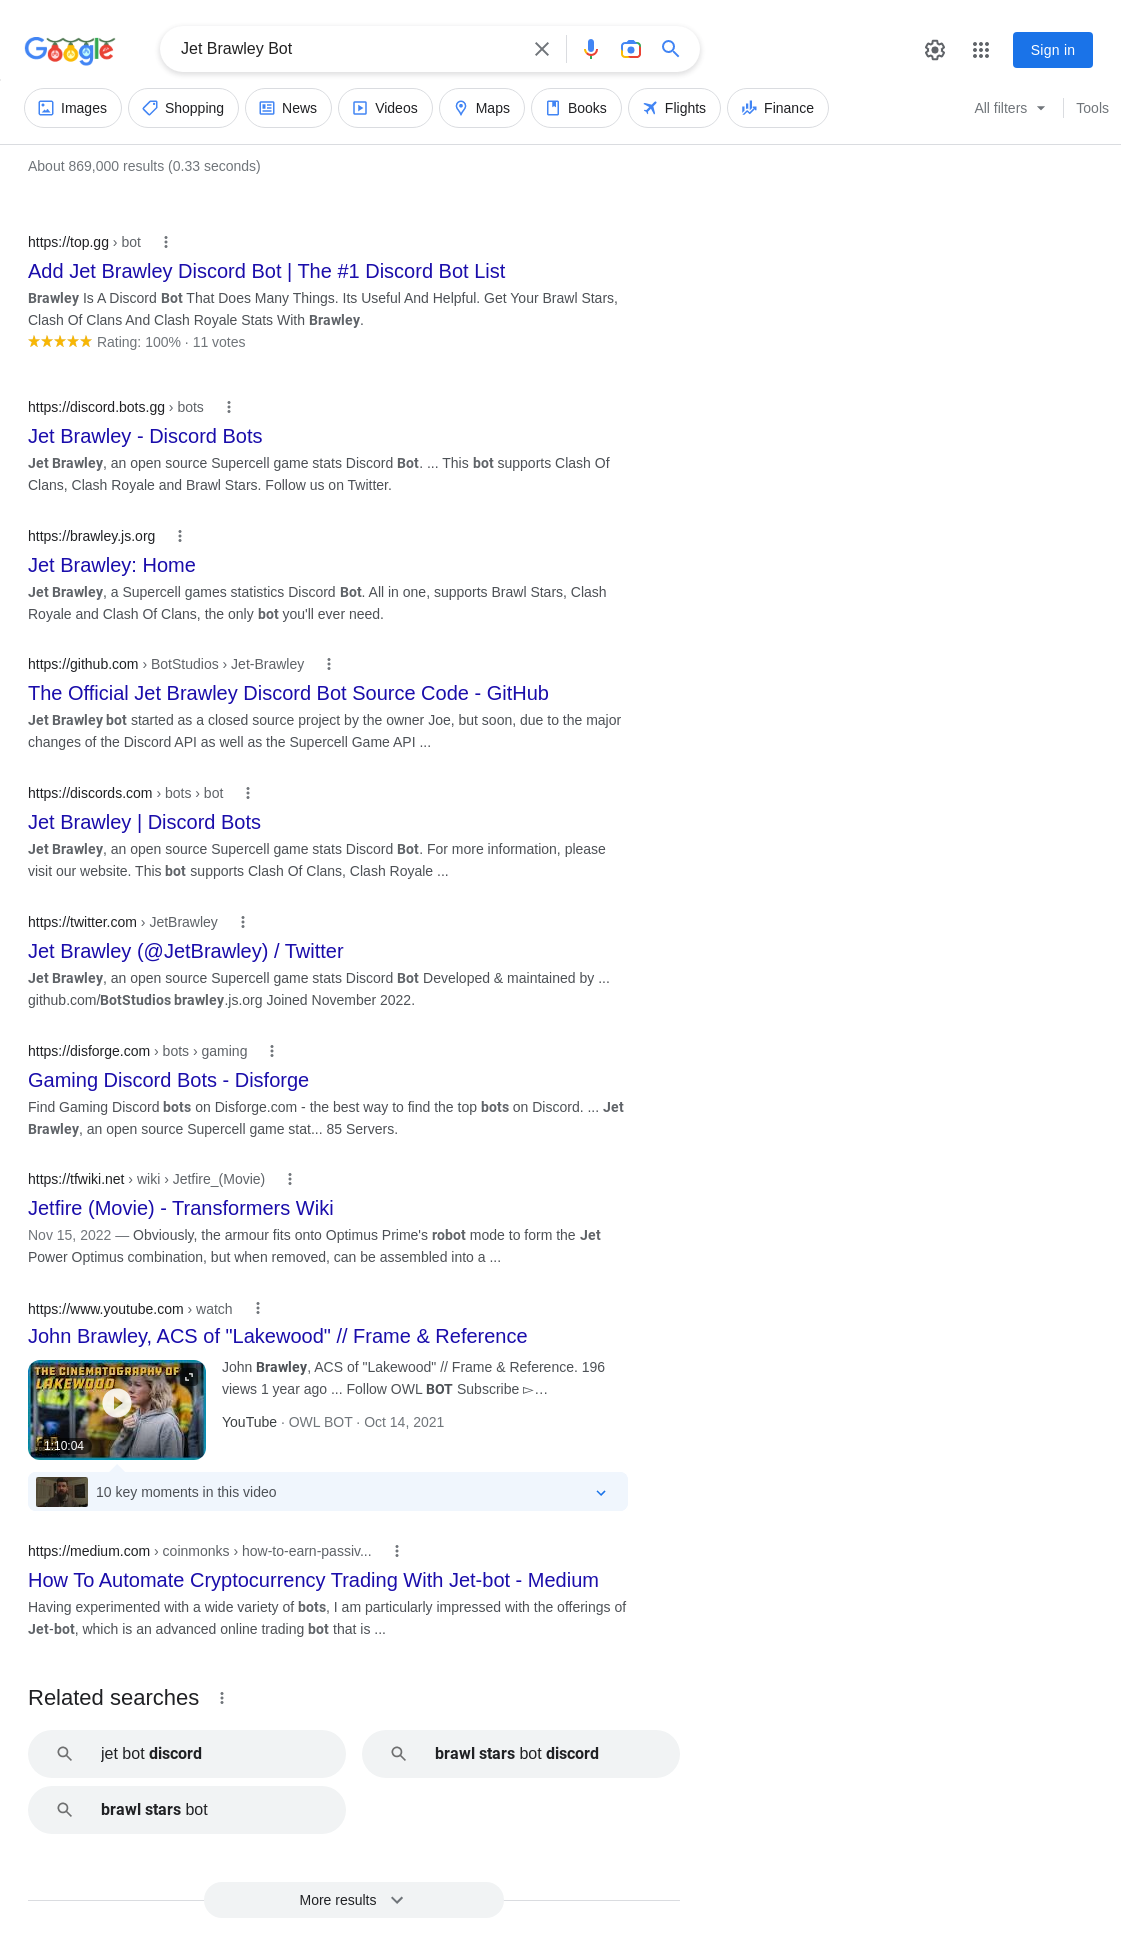 Google
Jet Brawley Bot
Sign in
Images
Shopping
News
Videos
Maps
Books
Flights
Finance
All filters
Tools
About 869,000 results (0.33 seconds)
https://top.gg › bot
Add Jet Brawley Discord Bot | The #1 Discord Bot List
Brawley Is A Discord Bot That Does Many Things. Its Useful And Helpful. Get Your Brawl Stars,
Clash Of Clans And Clash Royale Stats With Brawley.
Rating: 100% · 11 votes
https://discord.bots.gg › bots
Jet Brawley - Discord Bots
Jet Brawley, an open source Supercell game stats Discord Bot. ... This bot supports Clash Of
Clans, Clash Royale and Brawl Stars. Follow us on Twitter.
https://brawley.js.org
Jet Brawley: Home
Jet Brawley, a Supercell games statistics Discord Bot. All in one, supports Brawl Stars, Clash
Royale and Clash Of Clans, the only bot you'll ever need.
https://github.com › BotStudios › Jet-Brawley
The Official Jet Brawley Discord Bot Source Code - GitHub
Jet Brawley bot started as a closed source project by the owner Joe, but soon, due to the major
changes of the Discord API as well as the Supercell Game API ...
https://discords.com › bots › bot
Jet Brawley | Discord Bots
Jet Brawley, an open source Supercell game stats Discord Bot. For more information, please
visit our website. This bot supports Clash Of Clans, Clash Royale ...
https://twitter.com › JetBrawley
Jet Brawley (@JetBrawley) / Twitter
Jet Brawley, an open source Supercell game stats Discord Bot Developed & maintained by ...
github.com/BotStudios brawley.js.org Joined November 2022.
https://disforge.com › bots › gaming
Gaming Discord Bots - Disforge
Find Gaming Discord bots on Disforge.com - the best way to find the top bots on Discord. ... Jet
Brawley, an open source Supercell game stat... 85 Servers.
https://tfwiki.net › wiki › Jetfire_(Movie)
Jetfire (Movie) - Transformers Wiki
Nov 15, 2022 — Obviously, the armour fits onto Optimus Prime's robot mode to form the Jet
Power Optimus combination, but when removed, can be assembled into a ...
https://www.youtube.com › watch
John Brawley, ACS of "Lakewood" // Frame & Reference
THE CINEMATOGRAPHY OF
LAKEWOOD
1:10:04
John Brawley, ACS of "Lakewood" // Frame & Reference. 196
views 1 year ago ... Follow OWL BOT Subscribe ▻…
YouTube · OWL BOT · Oct 14, 2021
10 key moments in this video
https://medium.com › coinmonks › how-to-earn-passiv...
How To Automate Cryptocurrency Trading With Jet-bot - Medium
Having experimented with a wide variety of bots, I am particularly impressed with the offerings of
Jet-bot, which is an advanced online trading bot that is ...
Related searches
jet bot discord
brawl stars bot discord
brawl stars bot
More results